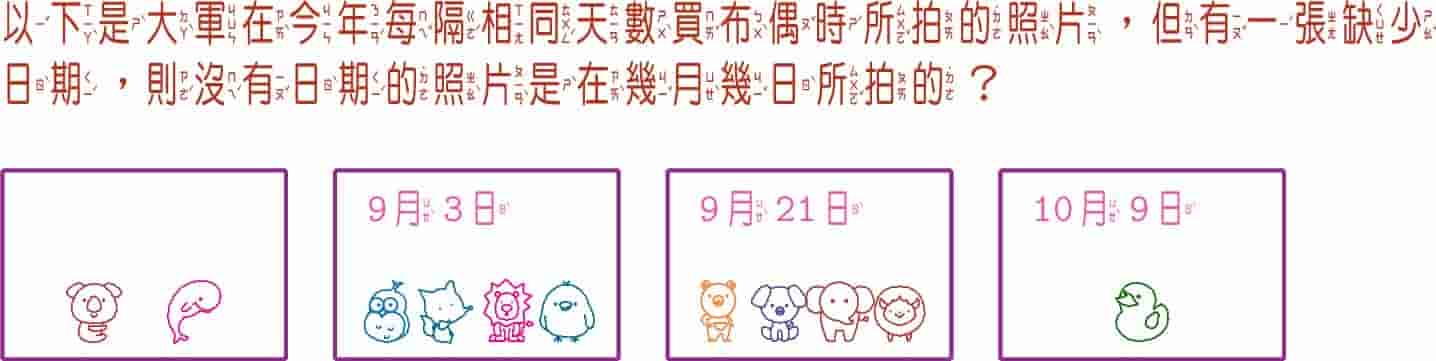 以下是大軍在今年每隔相同天數買布偶時所拍的照片，但有一張缺少
日期，則沒有日期的照片是在幾月幾日所拍的？
9月3日
9月21日
10月9日